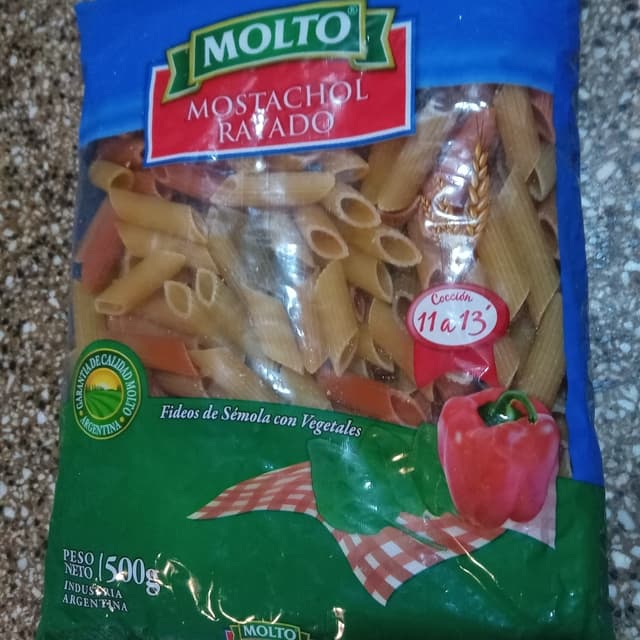 MOLTO®
MOSTACHOL
RAYADO
Cocción
11 a 13'
GARANTIA DE CALIDAD MOLTO
ARGENTINA
Fideos de Sémola con Vegetales
PESO
NETO 500g
INDUSTRIA
ARGENTINA
MOLTO